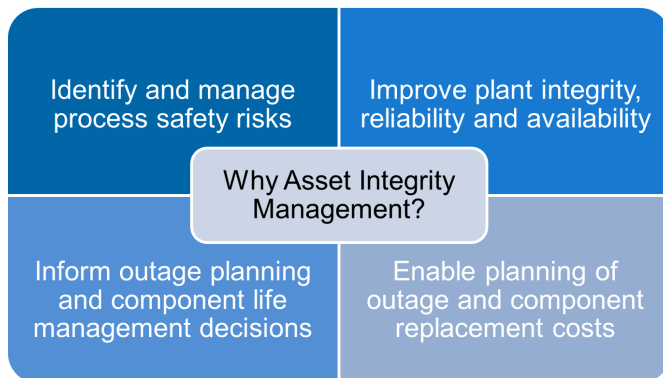 Identify and manage
process safety risks
Improve plant integrity,
reliability and availability
Why Asset Integrity
Management?
Inform outage planning
and component life
management decisions
Enable planning of
outage and component
replacement costs